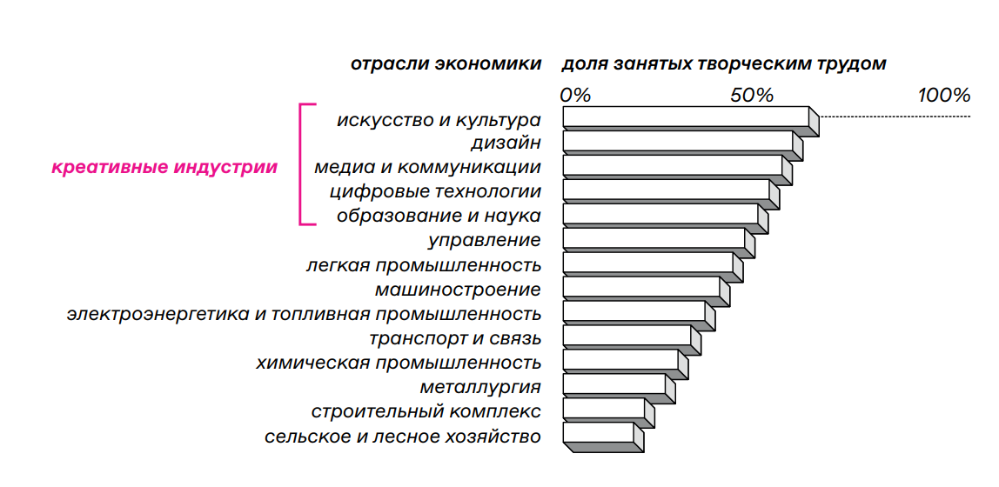 отрасли экономики доля занятых творческим трудом
0% 50% 100%
искусство и культура
дизайн
креативные индустрии медиа и коммуникации
цифровые технологии
образование и наука
управление
легкая промышленность
машиностроение
электроэнергетика и топливная промышленность
транспорт и связь
химическая промышленность
металлургия
строительный комплекс
сельское и лесное хозяйство